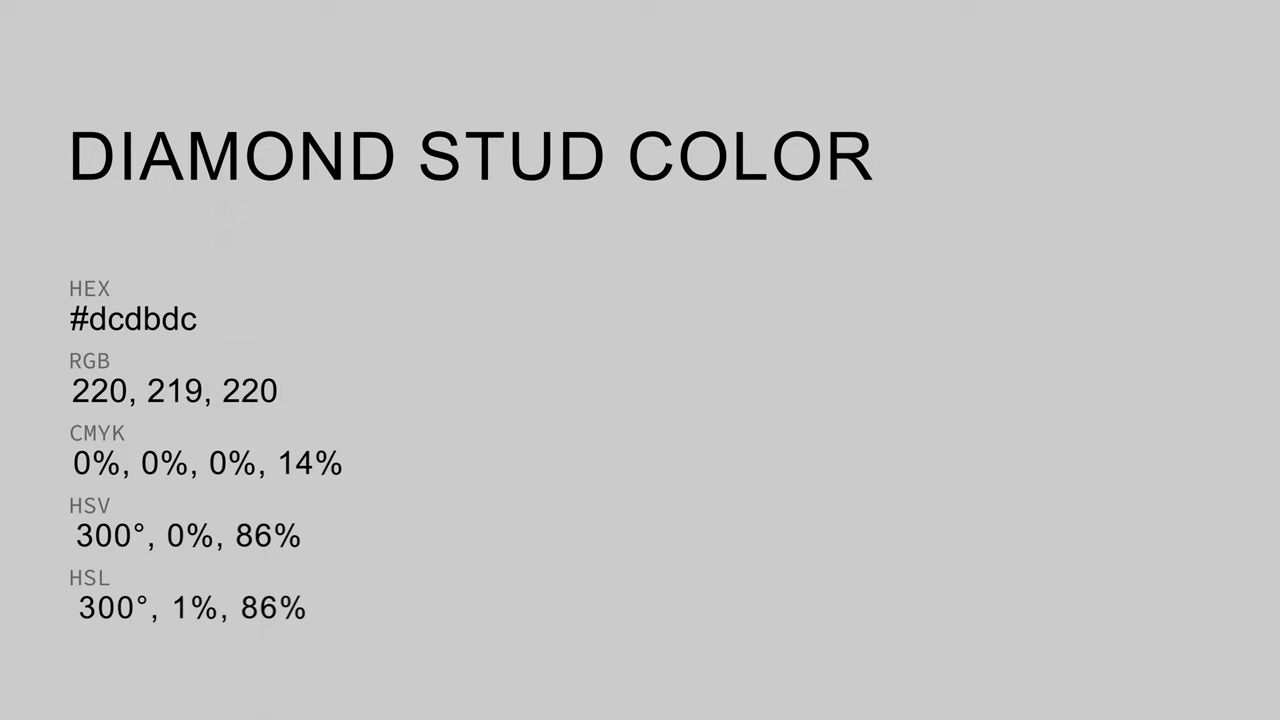 DIAMOND STUD COLOR
HEX
#dcdbdc
RGB
220, 219, 220
CMYK
0%, 0%, 0%, 14%
HSV
300°, 0%, 86%
HSL
300°, 1%, 86%